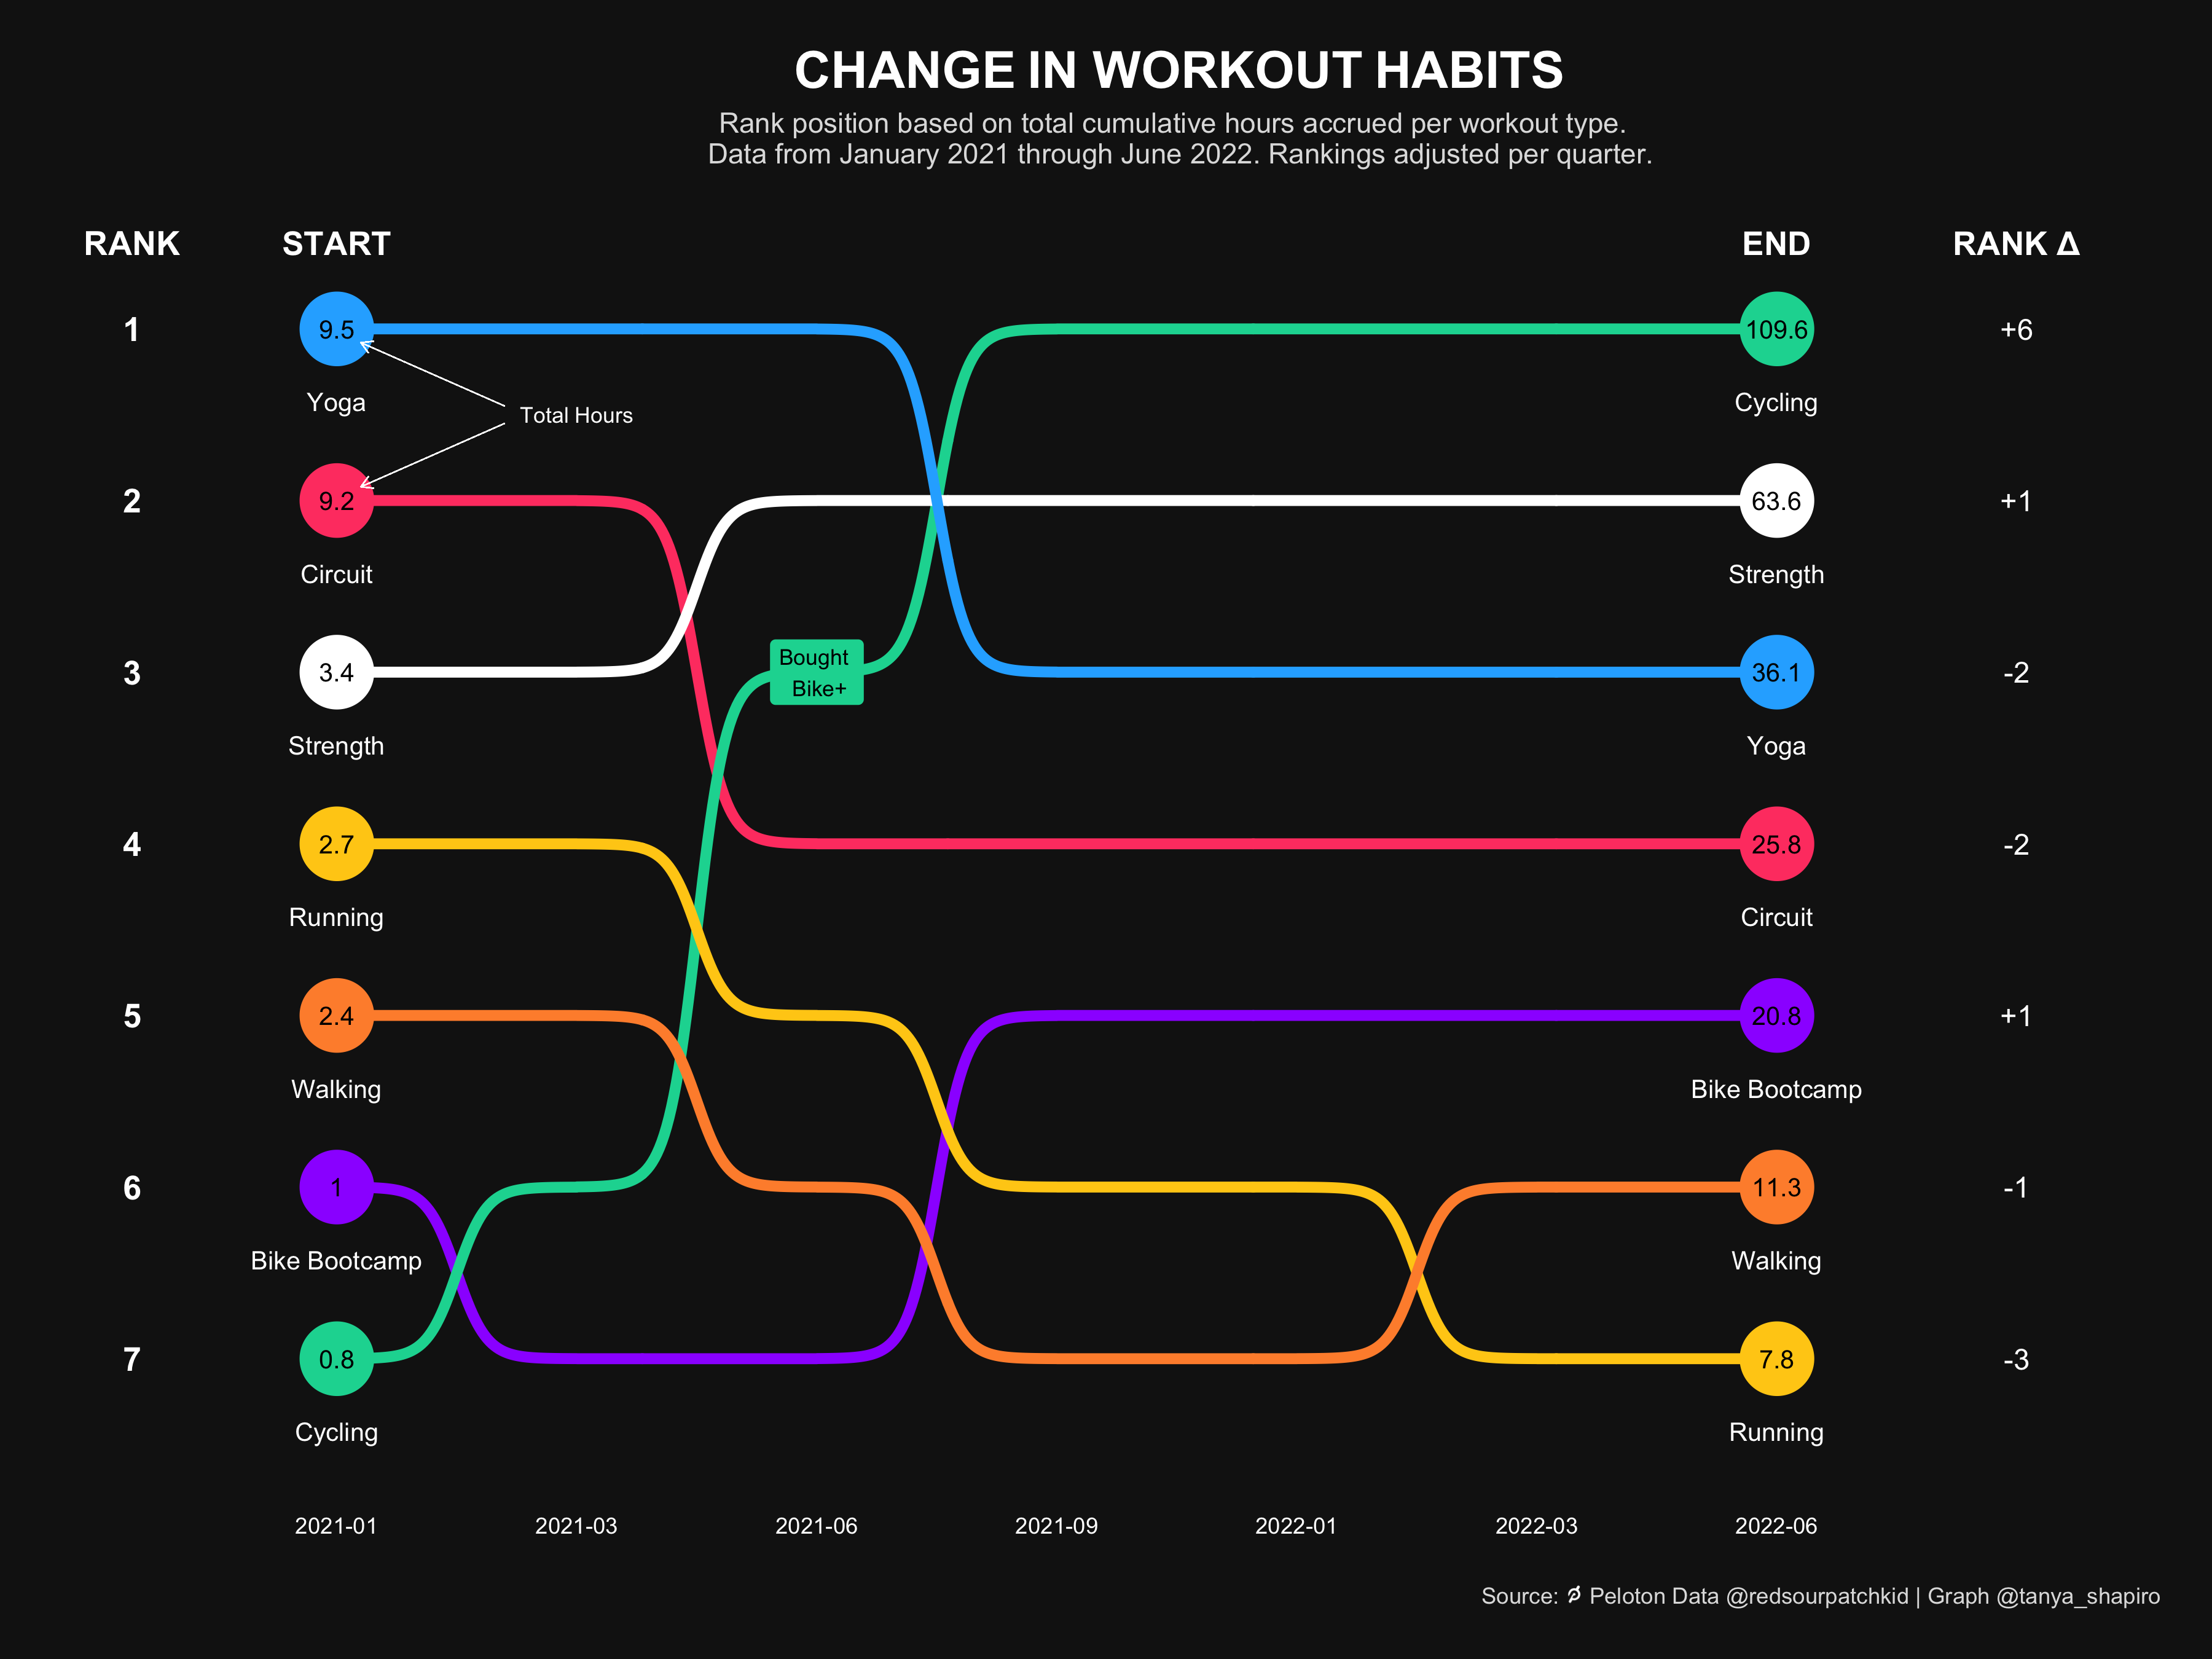 CHANGE IN WORKOUT HABITS
Rank position based on total cumulative hours accrued per workout type.
Data from January 2021 through June 2022. Rankings adjusted per quarter.
RANK START END RANK Δ
1 9.5 109.6 +6
Yoga Cycling
Total Hours
2 9.2 63.6 +1
Circuit Strength
Bought
3 3.4 36.1 -2
Bike+
Strength Yoga
4 2.7 25.8 -2
Running Circuit
5 2.4 20.8 +1
Walking Bike Bootcamp
6 1 11.3 -1
Bike Bootcamp Walking
7 0.8 7.8 -3
Cycling Running
2021-01 2021-03 2021-06 2021-09 2022-01 2022-03 2022-06
Source: Peloton Data @redsourpatchkid | Graph @tanya_shapiro